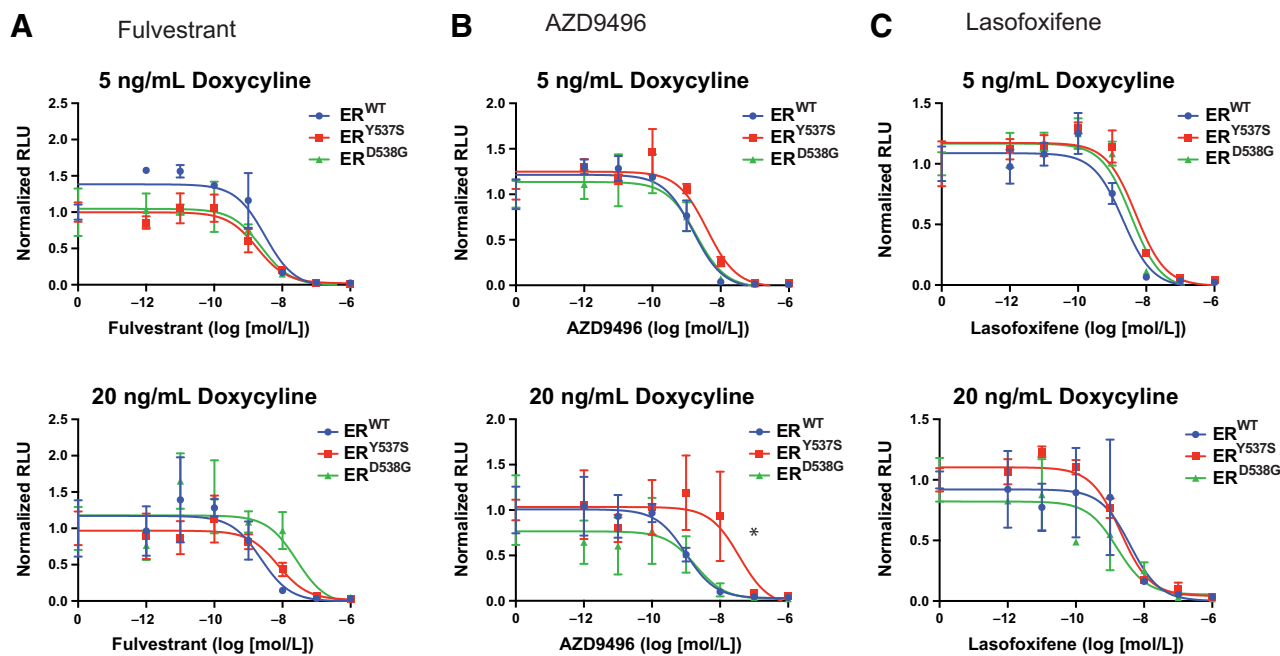 A
Fulvestrant
5 ng/mL Doxycyline
Normalized RLU
2.5
2.0
1.5
1.0
0.5
0.0
0
−12
−10
−8
−6
Fulvestrant (log [mol/L])
ER^WT
ER^Y537S
ER^D538G
20 ng/mL Doxycyline
Normalized RLU
2.5
2.0
1.5
1.0
0.5
0.0
0
−12
−10
−8
−6
Fulvestrant (log [mol/L])
ER^WT
ER^Y537S
ER^D538G
B
AZD9496
5 ng/mL Doxycyline
Normalized RLU
2.0
1.5
1.0
0.5
0.0
0
−12
−10
−8
−6
AZD9496 (log [mol/L])
ER^WT
ER^Y537S
ER^D538G
20 ng/mL Doxycyline
Normalized RLU
2.0
1.5
1.0
0.5
0.0
0
−12
−10
−8
−6
AZD9496 (log [mol/L])
ER^WT
ER^Y537S
ER^D538G
*
C
Lasofoxifene
5 ng/mL Doxycyline
Normalized RLU
1.5
1.0
0.5
0.0
0
−12
−10
−8
−6
Lasofoxifene (log [mol/L])
ER^WT
ER^Y537S
ER^D538G
20 ng/mL Doxycyline
Normalized RLU
1.5
1.0
0.5
0.0
0
−12
−10
−8
−6
Lasofoxifene (log [mol/L])
ER^WT
ER^Y537S
ER^D538G